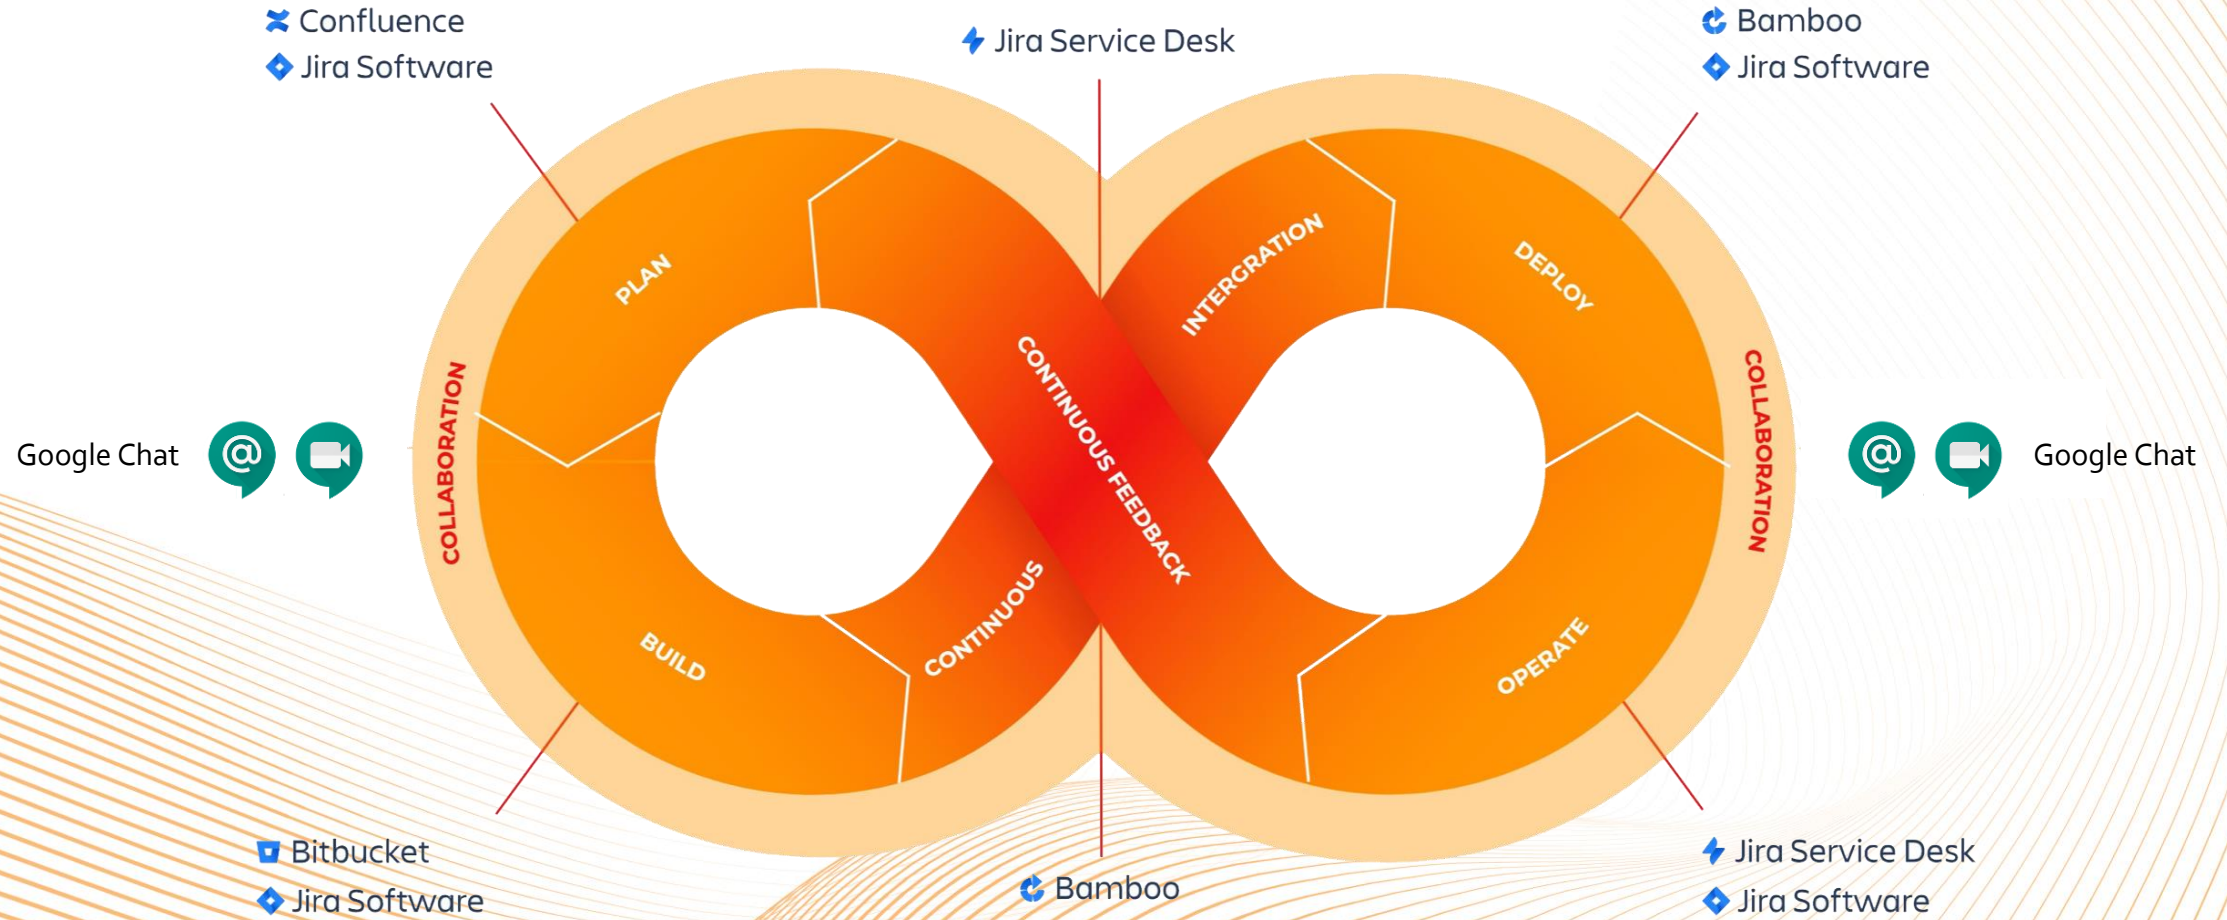 Confluence
Jira Software
Jira Service Desk
Bamboo
Jira Software
PLAN
INTERGRATION
DEPLOY
COLLABORATION
CONTINUOUS FEEDBACK
COLLABORATION
Google Chat
@
@
Google Chat
BUILD
CONTINUOUS
OPERATE
Bitbucket
Jira Software
Bamboo
Jira Service Desk
Jira Software